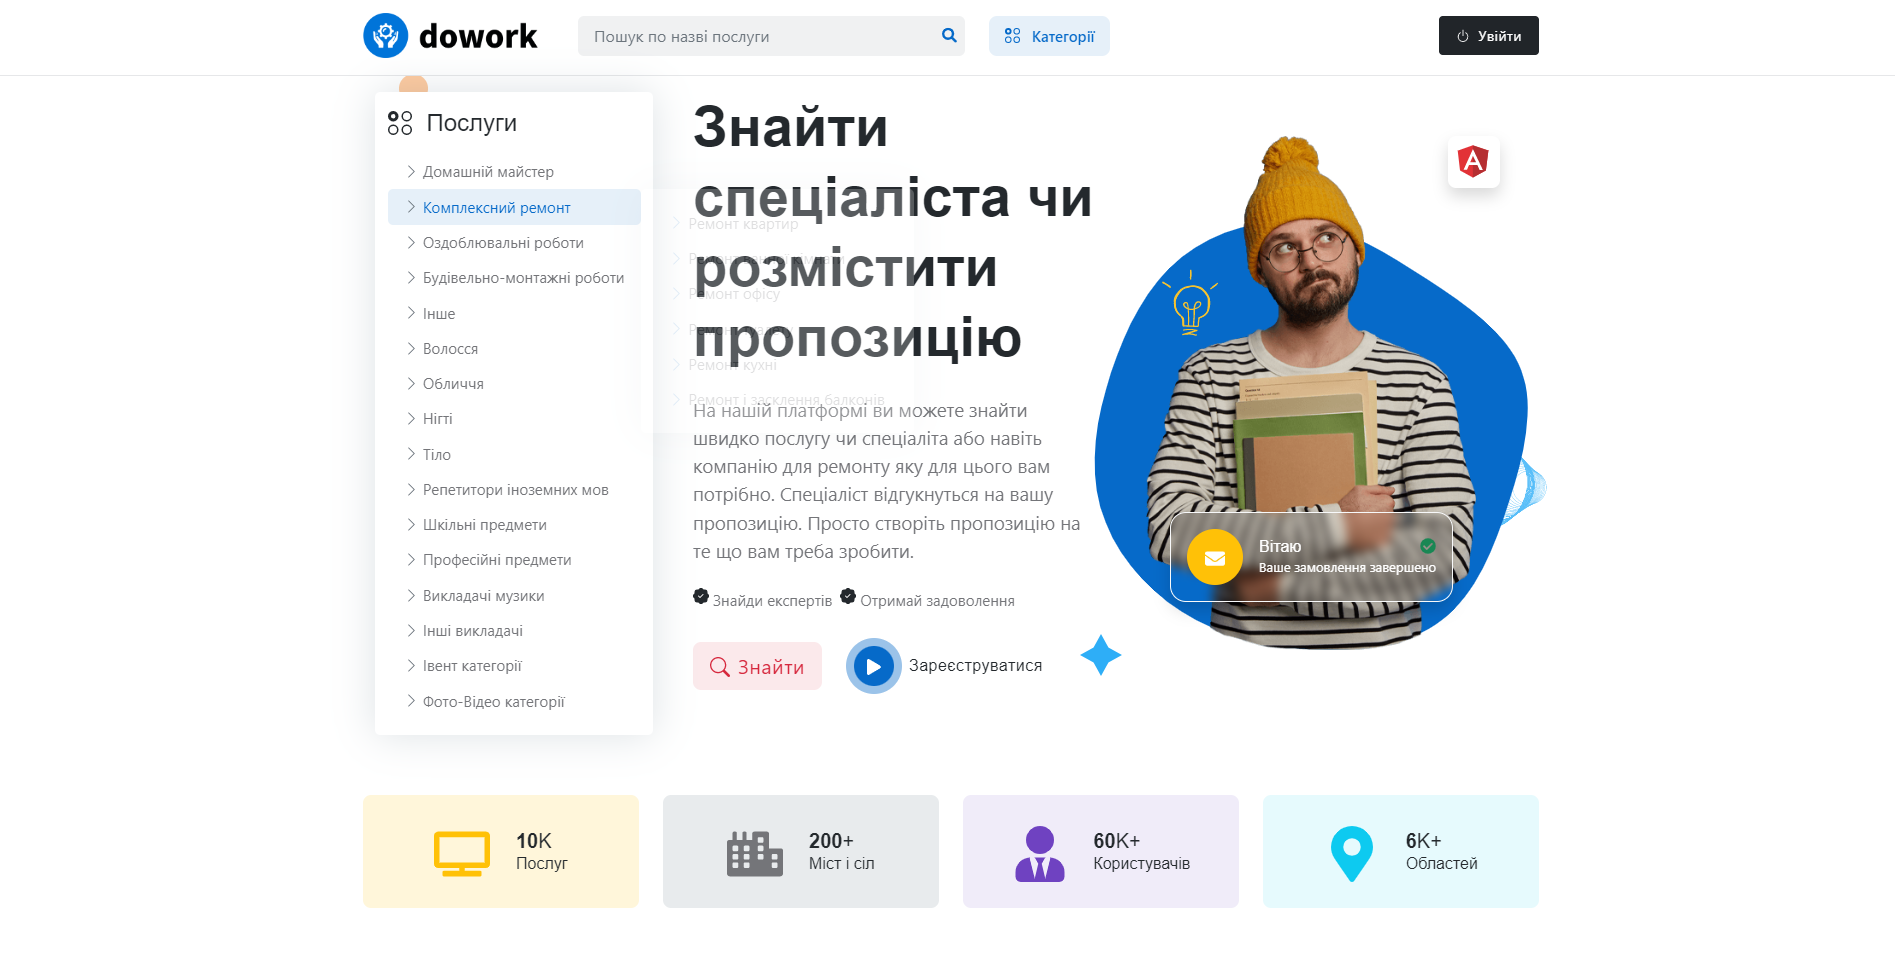 dowork
Пошук по назві послуги
Категорії
Увійти
Послуги
Домашній майстер
Комплексний ремонт
Оздоблювальні роботи
Будівельно-монтажні роботи
Інше
Волосся
Обличчя
Нігті
Тіло
Репетитори іноземних мов
Шкільні предмети
Професійні предмети
Викладачі музики
Інші викладачі
Івент категорії
Фото-Відео категорії
Ремонт квартир
Ремонт ванної кімнати
Ремонт офісу
Ремонт
Ремонт кухні
Ремонт і засклення балконів
Знайти
спеціаліста чи
розмістити
пропозицію
На нашій платформі ви можете знайти
швидко послугу чи спеціаліта або навіть
компанію для ремонту яку для цього вам
потрібно. Спеціаліст відгукнуться на вашу
пропозицію. Просто створіть пропозицію на
те що вам треба зробити.
Знайди експертів Отримай задоволення
Знайти
Зареєструватися
A
Вітаю
Ваше замовлення завершено
10K
Послуг
200+
Міст і сіл
60K+
Користувачів
6K+
Областей